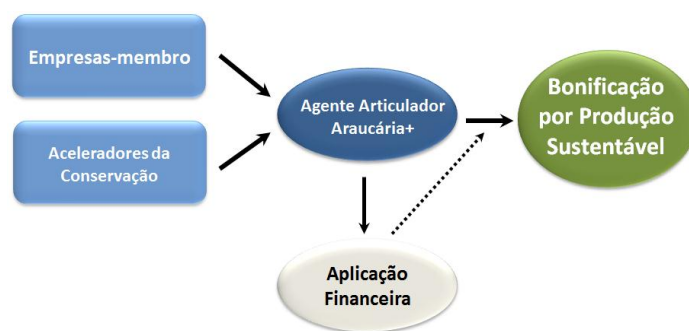 Empresas-membro
Aceleradores da
Conservação
Agente Articulador
Araucária+
Bonificação
por Produção
Sustentável
Aplicação
Financeira